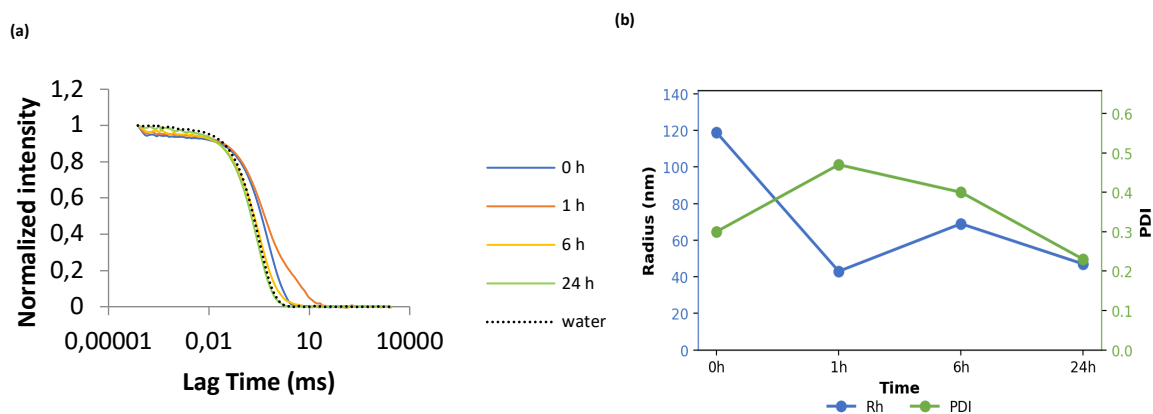 (a)
Normalized intensity
1,2
1
0,8
0,6
0,4
0,2
0
0,00001 0,01 10 10000
Lag Time (ms)
0 h
1 h
6 h
24 h
water
(b)
Radius (nm)
140
120
100
80
60
40
20
0
0h 1h 6h 24h
Time
0.6
0.5
0.4
0.3
0.2
0.1
0.0
PDI
Rh PDI